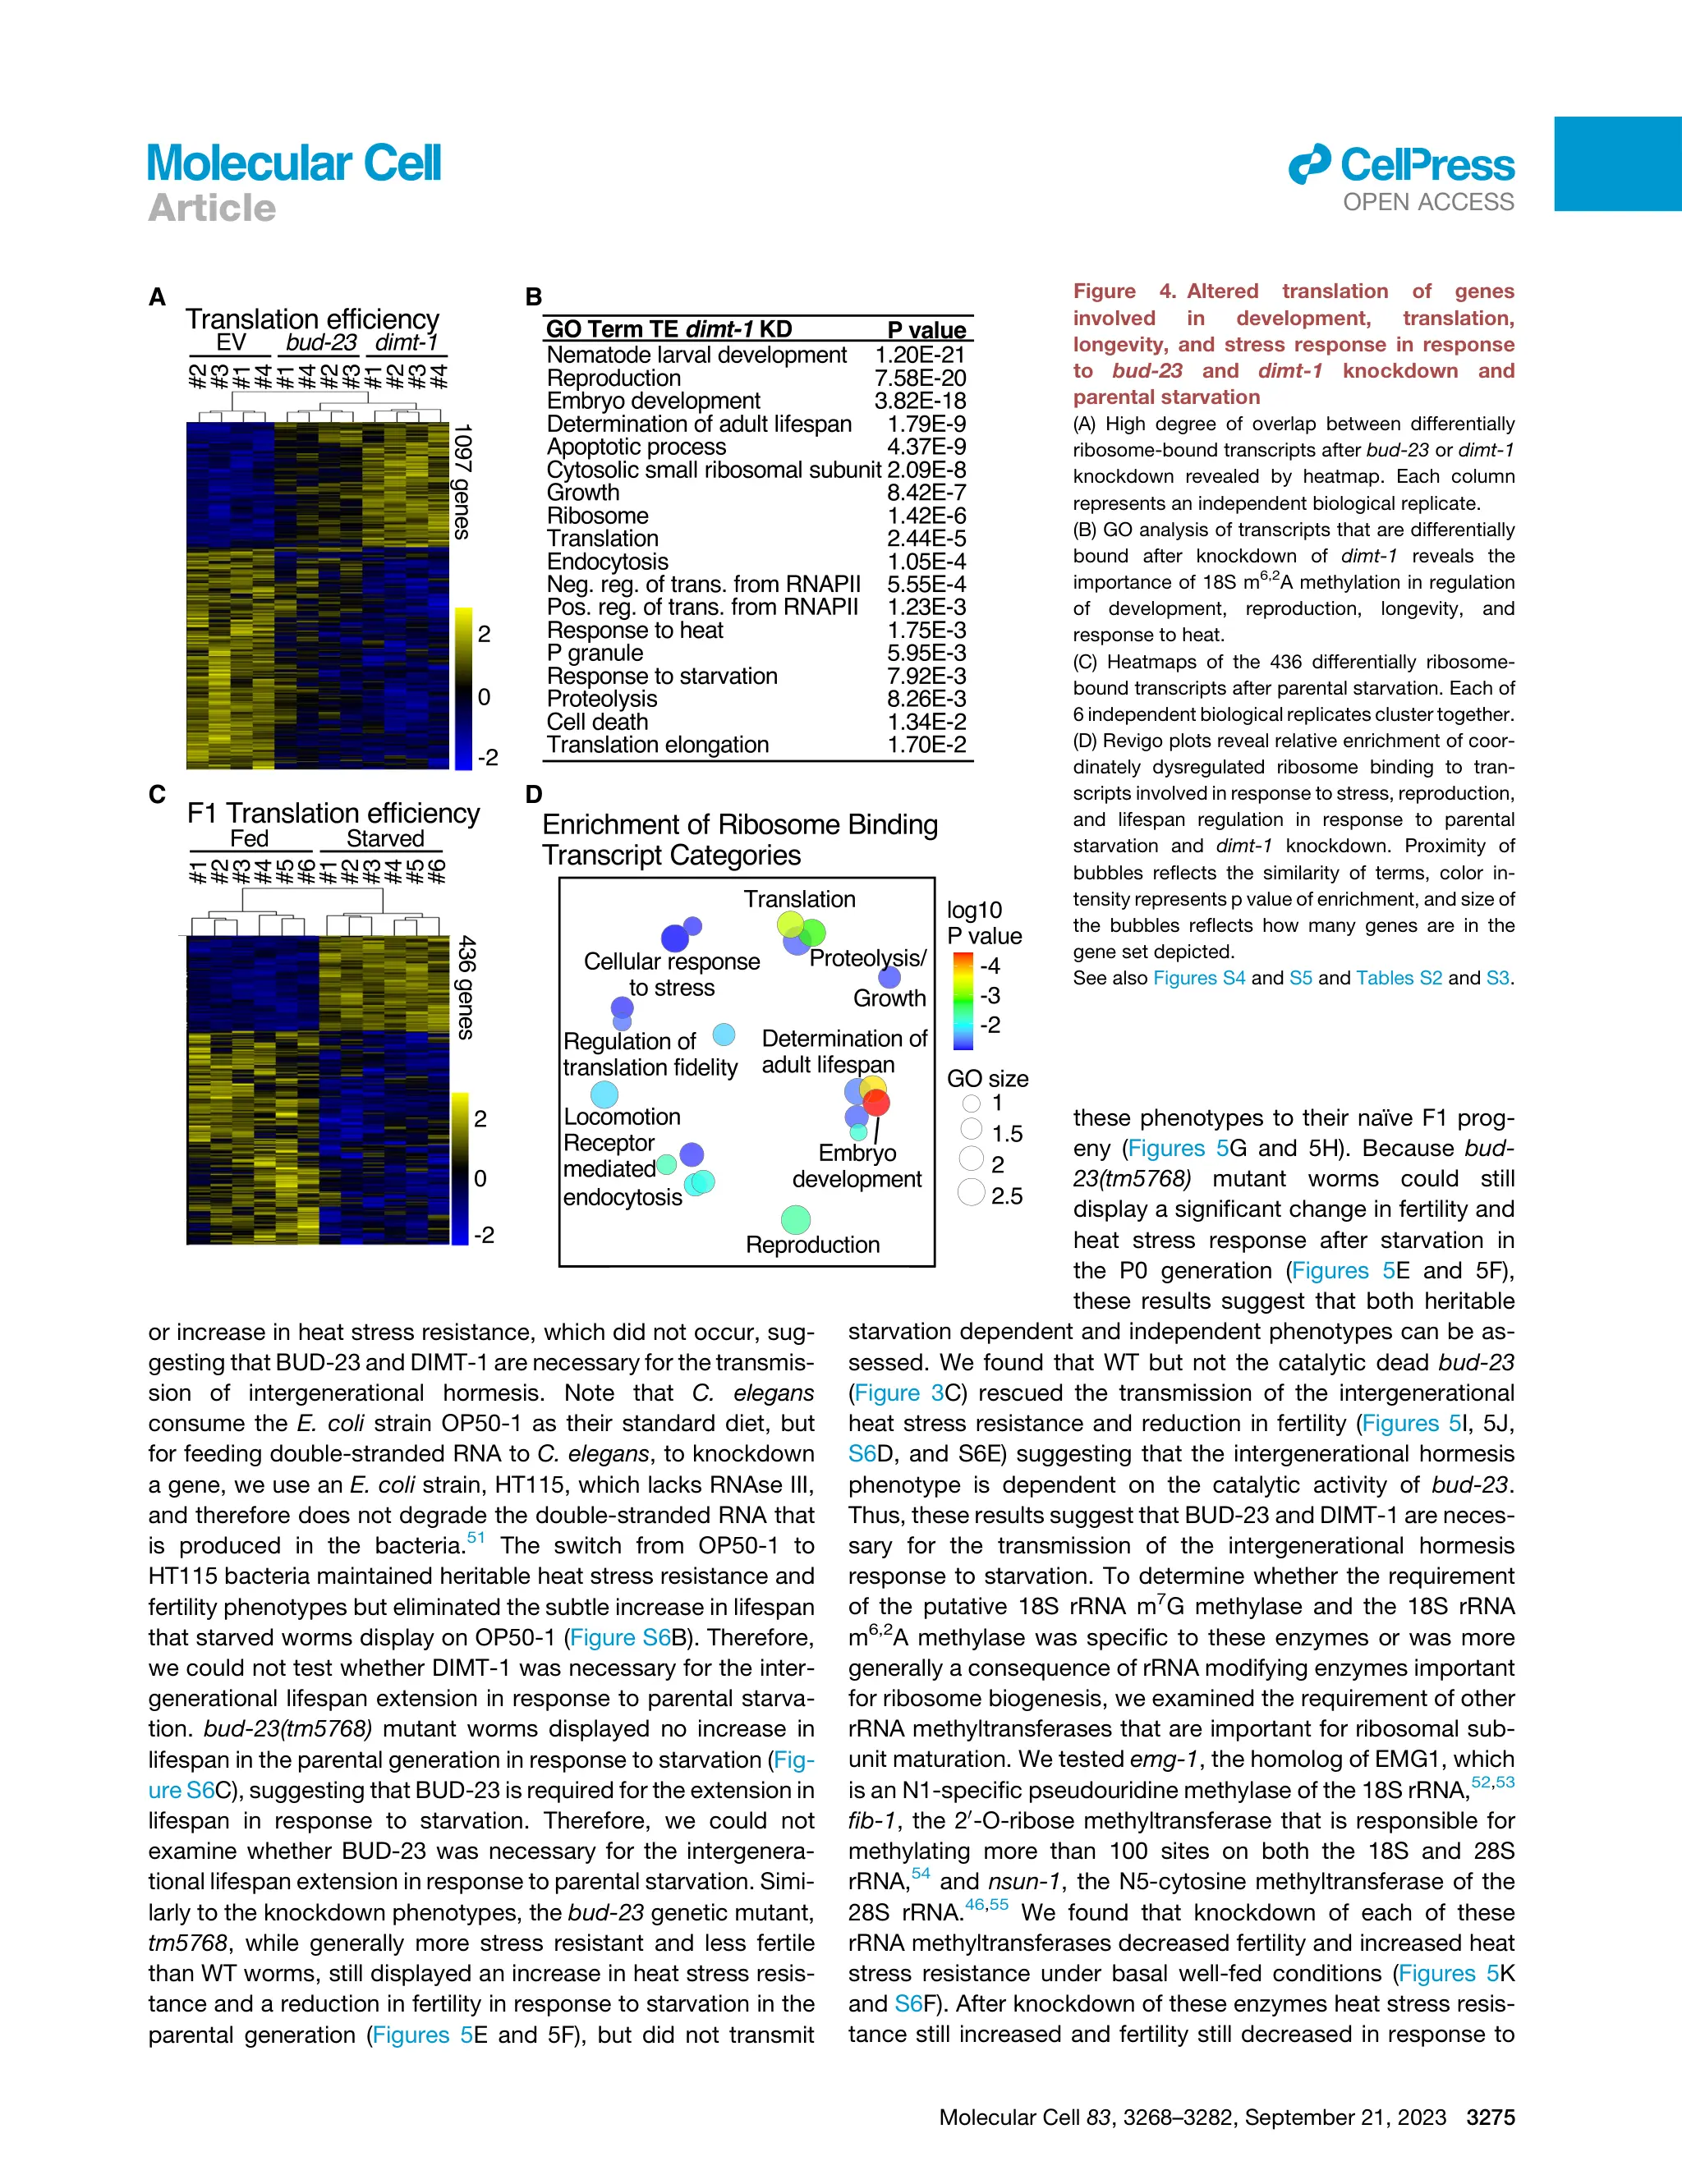 Molecular Cell
Article
CellPress
OPEN ACCESS
A
Translation efficiency
EV bud-23 dimt-1
#2 #3 #1 #4 #1 #4 #2 #3 #1 #2 #3 #4
1097 genes
2
0
-2
B
GO Term TE dimt-1 KD P value
Nematode larval development 1.20E-21
Reproduction 7.58E-20
Embryo development 3.82E-18
Determination of adult lifespan 1.79E-9
Apoptotic process 4.37E-9
Cytosolic small ribosomal subunit 2.09E-8
Growth 8.42E-7
Ribosome 1.42E-6
Translation 2.44E-5
Endocytosis 1.05E-4
Neg. reg. of trans. from RNAPII 5.55E-4
Pos. reg. of trans. from RNAPII 1.23E-3
Response to heat 1.75E-3
P granule 5.95E-3
Response to starvation 7.92E-3
Proteolysis 8.26E-3
Cell death 1.34E-2
Translation elongation 1.70E-2
C
F1 Translation efficiency
Fed Starved
#1 #2 #3 #4 #5 #6 #1 #2 #3 #4 #5 #6
436 genes
2
0
-2
D
Enrichment of Ribosome Binding
Transcript Categories
Translation
Cellular response
to stress
Proteolysis/
Growth
Regulation of
translation fidelity
Determination of
adult lifespan
Locomotion
Receptor
mediated
endocytosis
Embryo
development
Reproduction
log10
P value
-4
-3
-2
GO size
1
1.5
2
2.5
Figure 4. Altered translation of genes
involved in development, translation,
longevity, and stress response in response
to bud-23 and dimt-1 knockdown and
parental starvation
(A) High degree of overlap between differentially
ribosome-bound transcripts after bud-23 or dimt-1
knockdown revealed by heatmap. Each column
represents an independent biological replicate.
(B) GO analysis of transcripts that are differentially
bound after knockdown of dimt-1 reveals the
importance of 18S m6,2A methylation in regulation
of development, reproduction, longevity, and
response to heat.
(C) Heatmaps of the 436 differentially ribosome-
bound transcripts after parental starvation. Each of
6 independent biological replicates cluster together.
(D) Revigo plots reveal relative enrichment of coor-
dinately dysregulated ribosome binding to tran-
scripts involved in response to stress, reproduction,
and lifespan regulation in response to parental
starvation and dimt-1 knockdown. Proximity of
bubbles reflects the similarity of terms, color in-
tensity represents p value of enrichment, and size of
the bubbles reflects how many genes are in the
gene set depicted.
See also Figures S4 and S5 and Tables S2 and S3.
or increase in heat stress resistance, which did not occur, sug-
gesting that BUD-23 and DIMT-1 are necessary for the transmis-
sion of intergenerational hormesis. Note that C. elegans
consume the E. coli strain OP50-1 as their standard diet, but
for feeding double-stranded RNA to C. elegans, to knockdown
a gene, we use an E. coli strain, HT115, which lacks RNAse III,
and therefore does not degrade the double-stranded RNA that
is produced in the bacteria.51 The switch from OP50-1 to
HT115 bacteria maintained heritable heat stress resistance and
fertility phenotypes but eliminated the subtle increase in lifespan
that starved worms display on OP50-1 (Figure S6B). Therefore,
we could not test whether DIMT-1 was necessary for the inter-
generational lifespan extension in response to parental starva-
tion. bud-23(tm5768) mutant worms displayed no increase in
lifespan in the parental generation in response to starvation (Fig-
ure S6C), suggesting that BUD-23 is required for the extension in
lifespan in response to starvation. Therefore, we could not
examine whether BUD-23 was necessary for the intergenera-
tional lifespan extension in response to parental starvation. Simi-
larly to the knockdown phenotypes, the bud-23 genetic mutant,
tm5768, while generally more stress resistant and less fertile
than WT worms, still displayed an increase in heat stress resis-
tance and a reduction in fertility in response to starvation in the
parental generation (Figures 5E and 5F), but did not transmit
these phenotypes to their naïve F1 prog-
eny (Figures 5G and 5H). Because bud-
23(tm5768) mutant worms could still
display a significant change in fertility and
heat stress response after starvation in
the P0 generation (Figures 5E and 5F),
these results suggest that both heritable
starvation dependent and independent phenotypes can be as-
sessed. We found that WT but not the catalytic dead bud-23
(Figure 3C) rescued the transmission of the intergenerational
heat stress resistance and reduction in fertility (Figures 5I, 5J,
S6D, and S6E) suggesting that the intergenerational hormesis
phenotype is dependent on the catalytic activity of bud-23.
Thus, these results suggest that BUD-23 and DIMT-1 are neces-
sary for the transmission of the intergenerational hormesis
response to starvation. To determine whether the requirement
of the putative 18S rRNA m7G methylase and the 18S rRNA
m6,2A methylase was specific to these enzymes or was more
generally a consequence of rRNA modifying enzymes important
for ribosome biogenesis, we examined the requirement of other
rRNA methyltransferases that are important for ribosomal sub-
unit maturation. We tested emg-1, the homolog of EMG1, which
is an N1-specific pseudouridine methylase of the 18S rRNA,52,53
fib-1, the 2′-O-ribose methyltransferase that is responsible for
methylating more than 100 sites on both the 18S and 28S
rRNA,54 and nsun-1, the N5-cytosine methyltransferase of the
28S rRNA.46,55 We found that knockdown of each of these
rRNA methyltransferases decreased fertility and increased heat
stress resistance under basal well-fed conditions (Figures 5K
and S6F). After knockdown of these enzymes heat stress resis-
tance still increased and fertility still decreased in response to
Molecular Cell 83, 3268–3282, September 21, 2023 3275